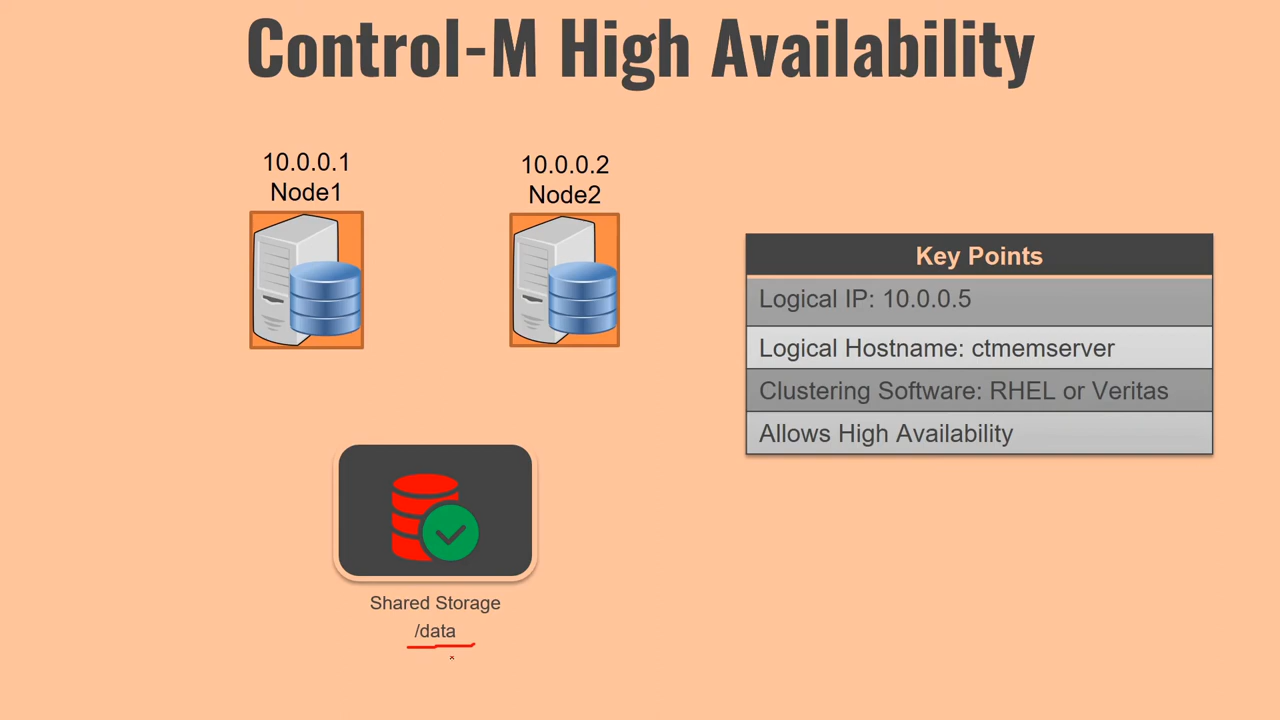 Control-M High Availability
10.0.0.1
Node1
10.0.0.2
Node2
Key Points
Logical IP: 10.0.0.5
Logical Hostname: ctmemserver
Clustering Software: RHEL or Veritas
Allows High Availability
Shared Storage
/data